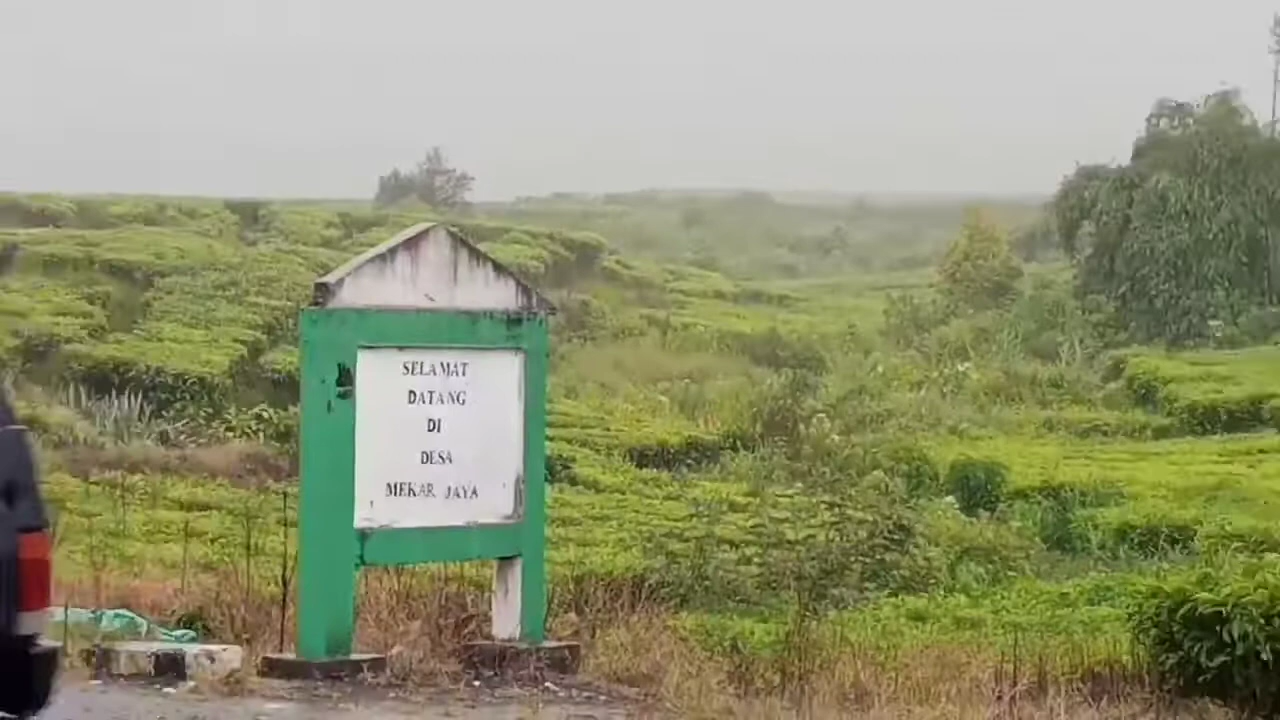 SELAMAT
DATANG
DI
DESA
MEKAR JAYA